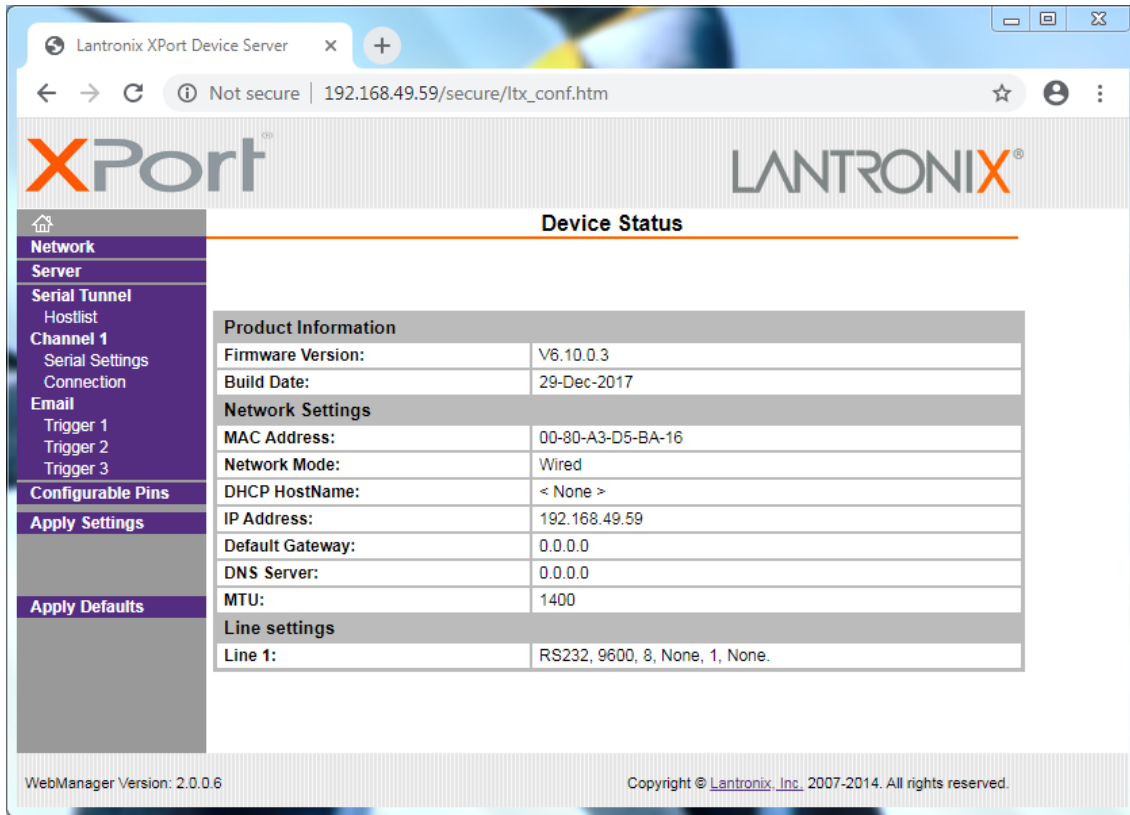 Lantronix XPort Device Server
Not secure | 192.168.49.59/secure/ltx_conf.htm
XPort®
LANTRONIX®
Device Status
Network
Server
Serial Tunnel
Hostlist
Channel 1
Serial Settings
Connection
Email
Trigger 1
Trigger 2
Trigger 3
Configurable Pins
Apply Settings
Apply Defaults
Product Information
Firmware Version: V6.10.0.3
Build Date: 29-Dec-2017
Network Settings
MAC Address: 00-80-A3-D5-BA-16
Network Mode: Wired
DHCP HostName: < None >
IP Address: 192.168.49.59
Default Gateway: 0.0.0.0
DNS Server: 0.0.0.0
MTU: 1400
Line settings
Line 1: RS232, 9600, 8, None, 1, None.
WebManager Version: 2.0.0.6
Copyright © Lantronix, Inc. 2007-2014. All rights reserved.